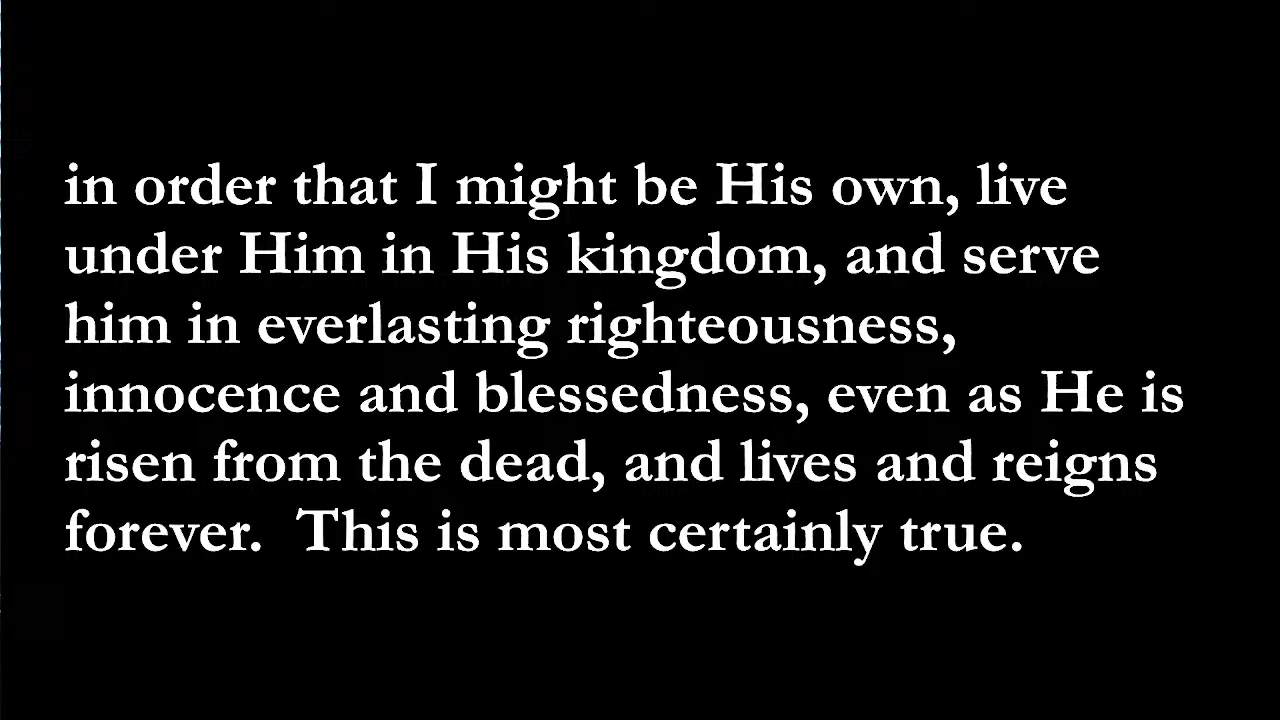 in order that I might be His own, live
under Him in His kingdom, and serve
him in everlasting righteousness,
innocence and blessedness, even as He is
risen from the dead, and lives and reigns
forever.  This is most certainly true.